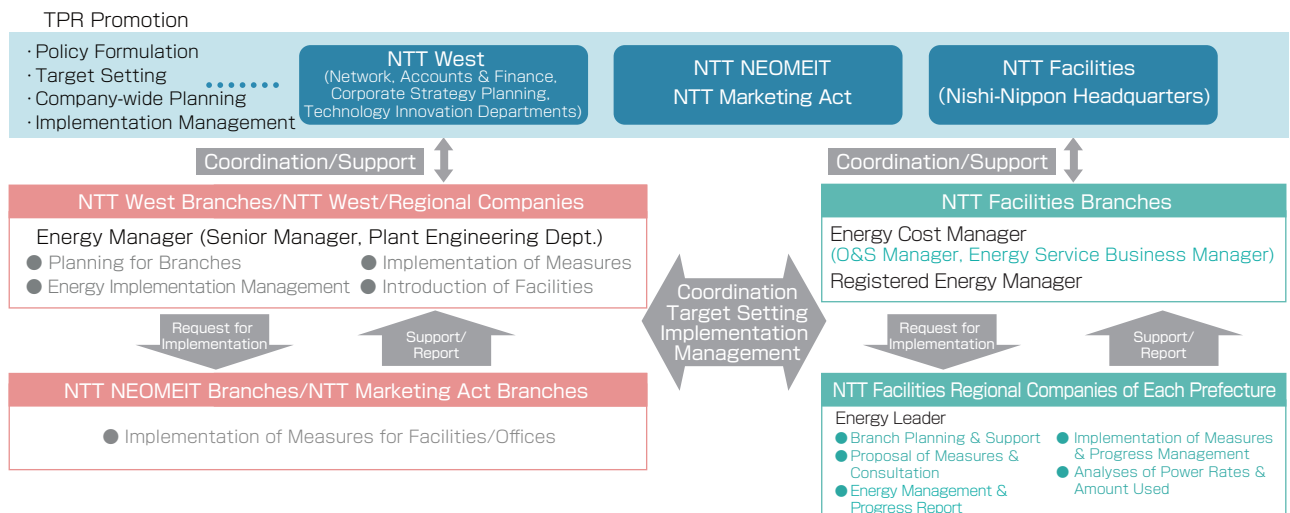 TPR Promotion
・Policy Formulation
・Target Setting
・Company-wide Planning
・Implementation Management
NTT West
(Network, Accounts & Finance,
Corporate Strategy Planning,
Technology Innovation Departments)
NTT NEOMEIT
NTT Marketing Act
NTT Facilities
(Nishi-Nippon Headquarters)
Coordination/Support
Coordination/Support
NTT West Branches/NTT West/Regional Companies
Energy Manager (Senior Manager, Plant Engineering Dept.)
● Planning for Branches
● Implementation of Measures
● Energy Implementation Management
● Introduction of Facilities
Request for
Implementation
Support/
Report
NTT NEOMEIT Branches/NTT Marketing Act Branches
● Implementation of Measures for Facilities/Offices
Coordination
Target Setting
Implementation
Management
NTT Facilities Branches
Energy Cost Manager
(O&S Manager, Energy Service Business Manager)
Registered Energy Manager
Request for
Implementation
Support/
Report
NTT Facilities Regional Companies of Each Prefecture
Energy Leader
● Branch Planning & Support
● Proposal of Measures &
Consultation
● Energy Management &
Progress Report
● Implementation of Measures
& Progress Management
● Analyses of Power Rates &
Amount Used